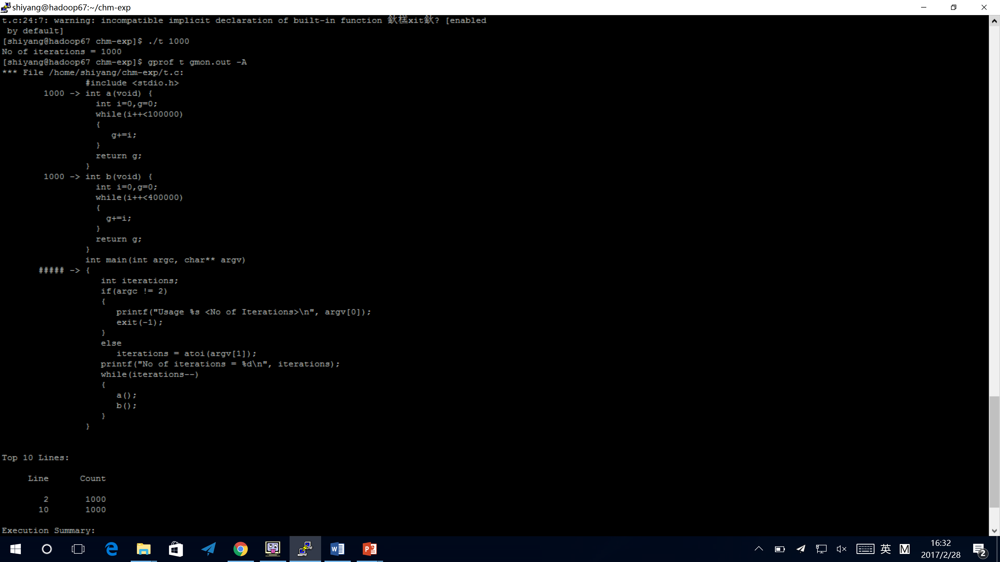 shiyang@hadoop67:~/chm-exp
t.c:24:7: warning: incompatible implicit declaration of built-in function 鈥榚xit鈥? [enabled
 by default]
[shiyang@hadoop67 chm-exp]$ ./t 1000
No of iterations = 1000
[shiyang@hadoop67 chm-exp]$ gprof t gmon.out -A
*** File /home/shiyang/chm-exp/t.c:
                #include <stdio.h>
        1000 -> int a(void) {
                  int i=0,g=0;
                  while(i++<100000)
                  {
                     g+=i;
                  }
                  return g;
                }
        1000 -> int b(void) {
                  int i=0,g=0;
                  while(i++<400000)
                  {
                    g+=i;
                  }
                  return g;
                }
                int main(int argc, char** argv)
       ##### -> {
                   int iterations;
                   if(argc != 2)
                   {
                      printf("Usage %s <No of Iterations>\n", argv[0]);
                      exit(-1);
                   }
                   else
                      iterations = atoi(argv[1]);
                   printf("No of iterations = %d\n", iterations);
                   while(iterations--)
                   {
                      a();
                      b();
                   }
                }
Top 10 Lines:
     Line      Count
        2       1000
       10       1000
Execution Summary:
英
M
16:32
2017/2/28
2